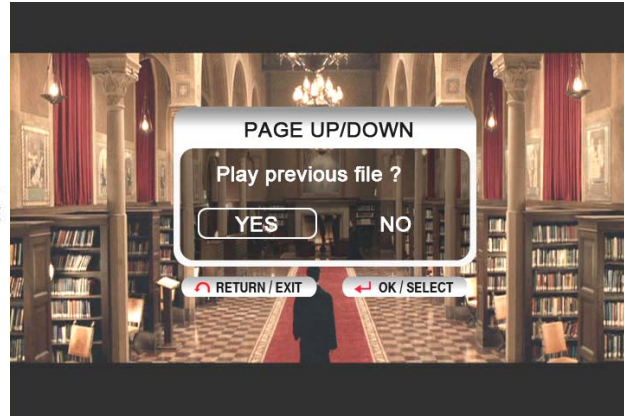 PAGE UP/DOWN
Play previous file ?
YES NO
RETURN / EXIT OK / SELECT